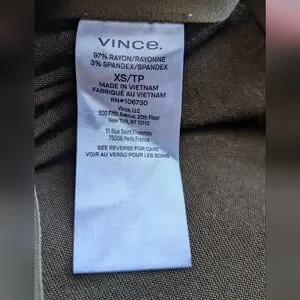 VINCE.
97% RAYON/RAYONNE
3% SPANDEX/SPANDEX
XS/TP
MADE IN VIETNAM
FABRIQUÉ AU VIETNAM
RN#106730
Vince, LLC
500 Fifth Avenue, 20th Floor
New York, NY 10110
11 Rue Saint Florentin
75008 Paris France
SEE REVERSE FOR CARE
VOIR AU VERSO POUR LES SOINS